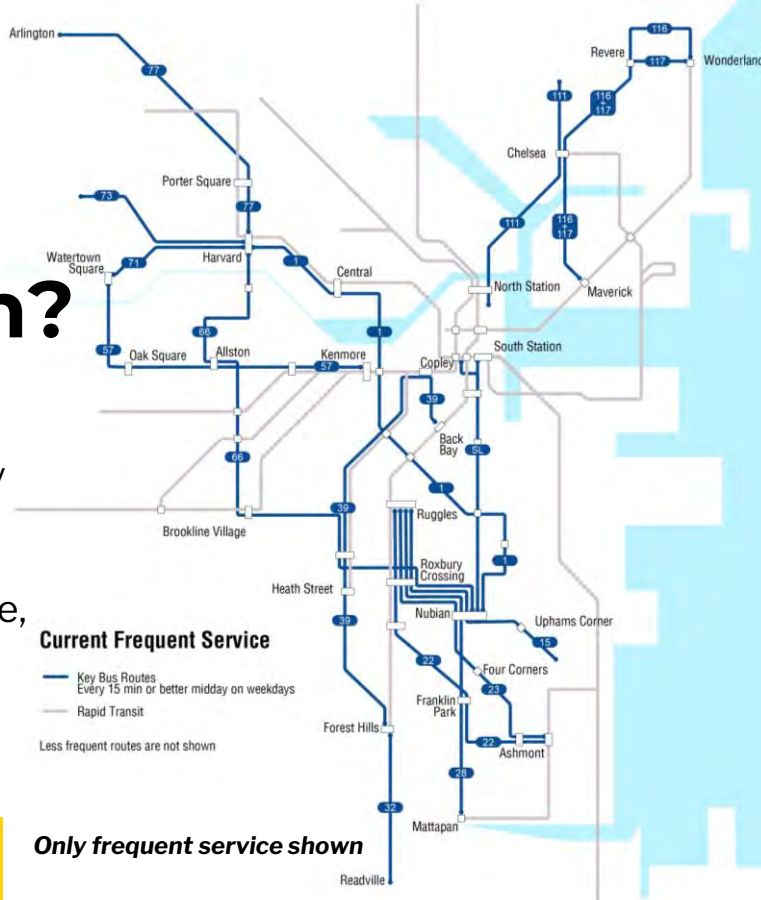 116
Arlington
Revere
117
Wonderland
77
111
116
+
117
Chelsea
Porter Square
73
77
111
116
+
117
Watertown
Square
71
Harvard
1
Central
North Station
Maverick
n?
66
1
South Station
57
Oak Square
Allston
Kenmore
57
Copley
39
Back
Bay
SL
y
66
1
39
Ruggles
Brookline Village
1
Roxbury
Crossing
Heath Street
e,
39
Nubian
Uphams Corner
15
Current Frequent Service
Key Bus Routes
Every 15 min or better midday on weekdays
Rapid Transit
Less frequent routes are not shown
22
Four Corners
23
Franklin
Park
Forest Hills
22
Ashmont
28
32
Mattapan
Only frequent service shown
Readville